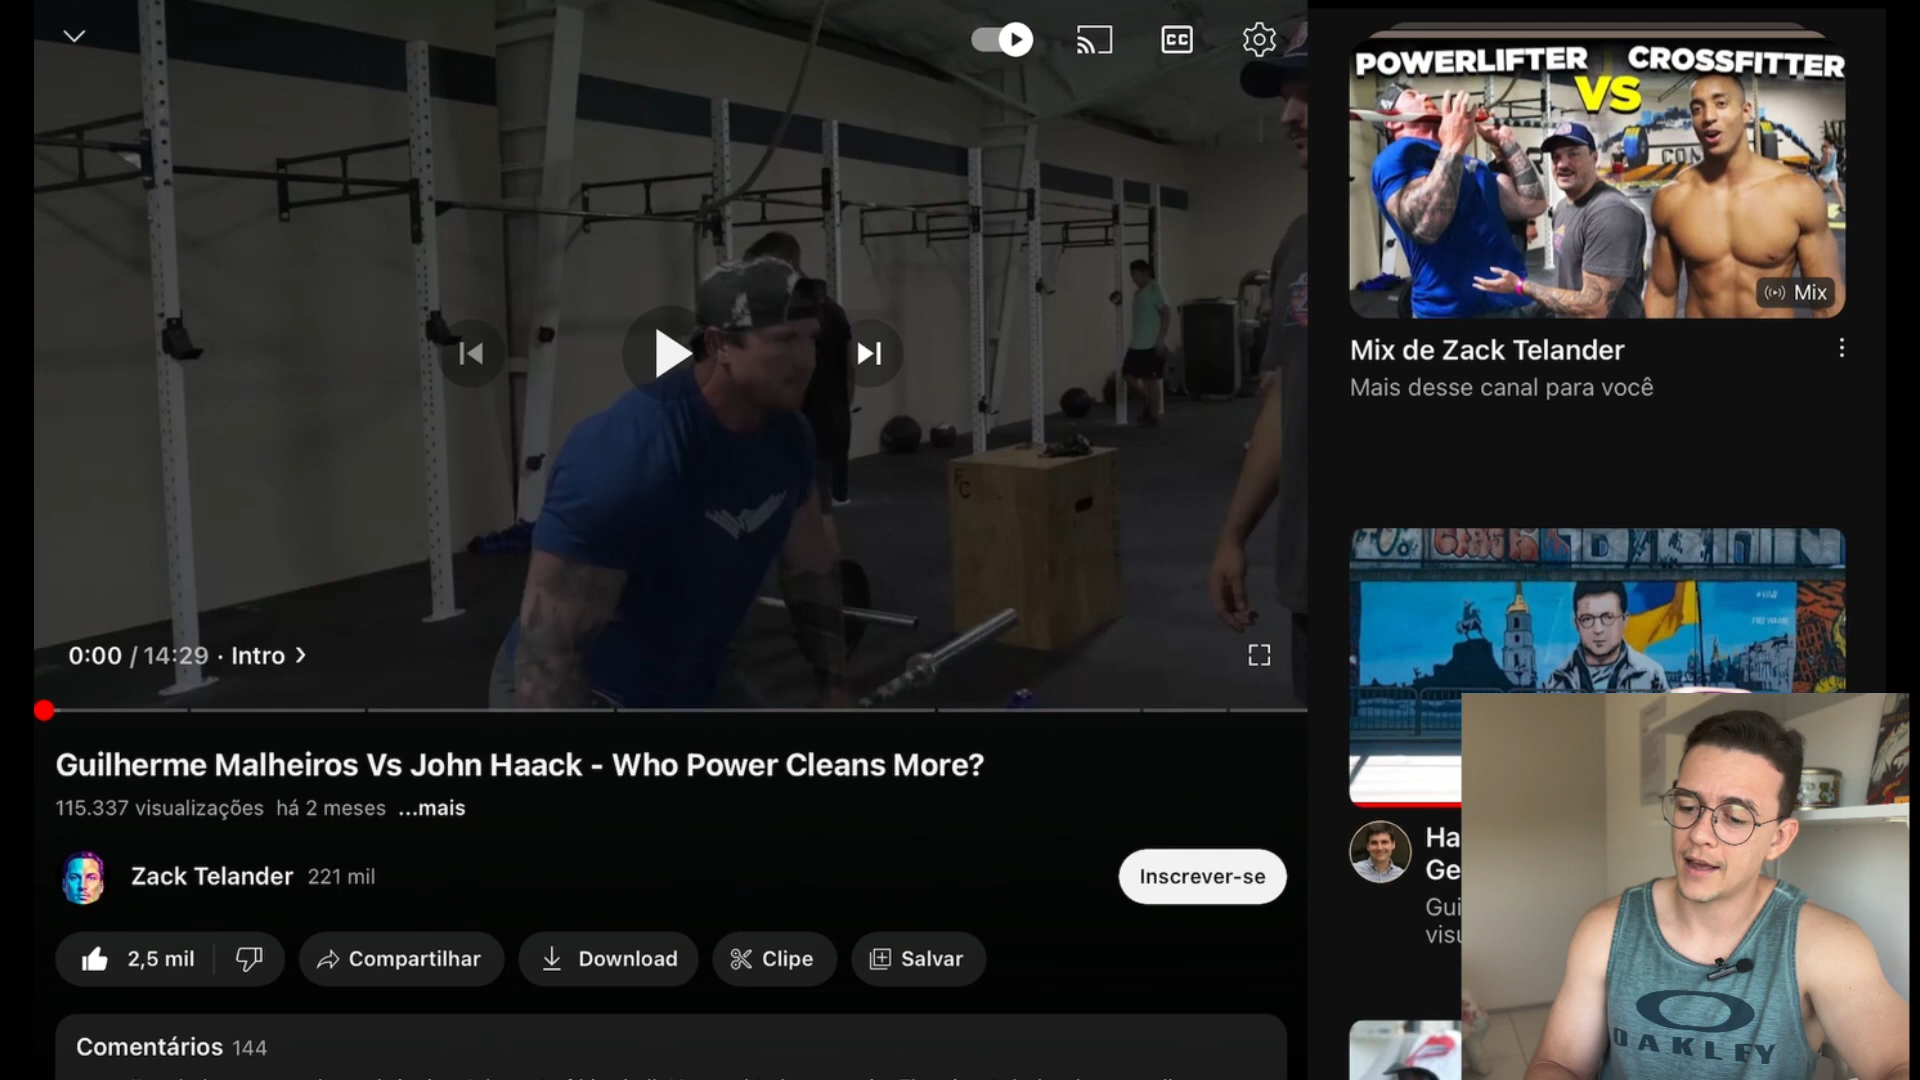 CC
POWERLIFTER VS CROSSFITTER
Mix
Mix de Zack Telander
Mais desse canal para você
FC
0:00 / 14:29 · Intro
Guilherme Malheiros Vs John Haack - Who Power Cleans More?
115.337 visualizações há 2 meses ...mais
Zack Telander 221 mil
Inscrever-se
2,5 mil
Compartilhar
Download
Clipe
Salvar
Comentários 144
Ha
Ge
Gui
visu
OAKLEY